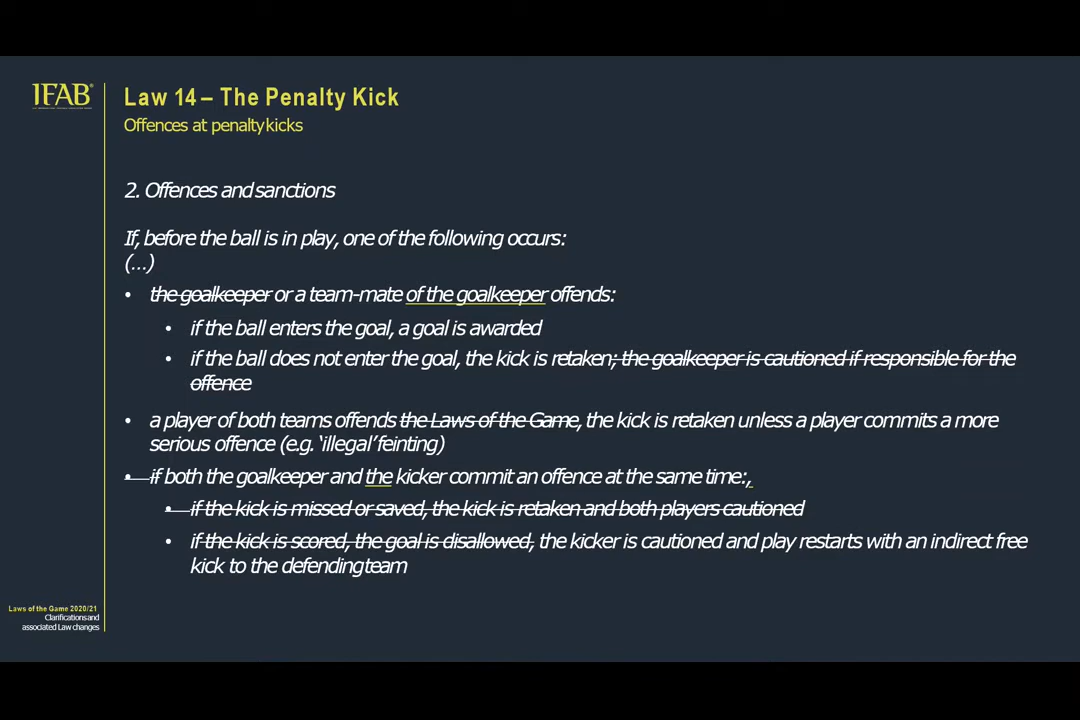 IFAB
Law 14 – The Penalty Kick
Offences at penalty kicks
2. Offences and sanctions
If, before the ball is in play, one of the following occurs:
(…)
• the goalkeeper or a team-mate of the goalkeeper offends:
• if the ball enters the goal, a goal is awarded
• if the ball does not enter the goal, the kick is retaken; the goalkeeper is cautioned if responsible for the
offence
• a player of both teams offends the Laws of the Game, the kick is retaken unless a player commits a more
serious offence (e.g. ‘illegal’ feinting)
• if both the goalkeeper and the kicker commit an offence at the same time:,
• if the kick is missed or saved, the kick is retaken and both players cautioned
• if the kick is scored, the goal is disallowed, the kicker is cautioned and play restarts with an indirect free
kick to the defending team
Laws of the Game 2020/21
Clarifications and
associated Law changes